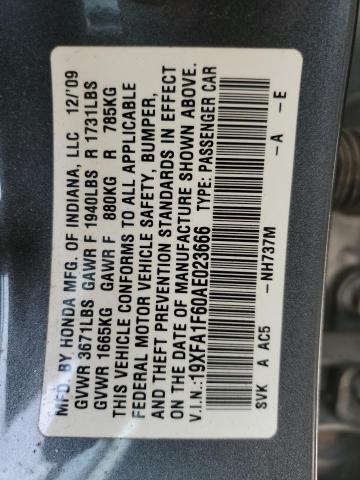 MFD. BY HONDA MFG. OF INDIANA, LLC 12/'09
GVWR 3671LBS GAWR F 1940LBS R 1731LBS
GVWR 1665KG GAWR F 880KG R 785KG
THIS VEHICLE CONFORMS TO ALL APPLICABLE
FEDERAL MOTOR VEHICLE SAFETY, BUMPER,
AND THEFT PREVENTION STANDARDS IN EFFECT
ON THE DATE OF MANUFACTURE SHOWN ABOVE.
V.I.N.:19XFA1F60AE023666 TYPE: PASSENGER CAR
SVK A AC5 -NH737M -A -E